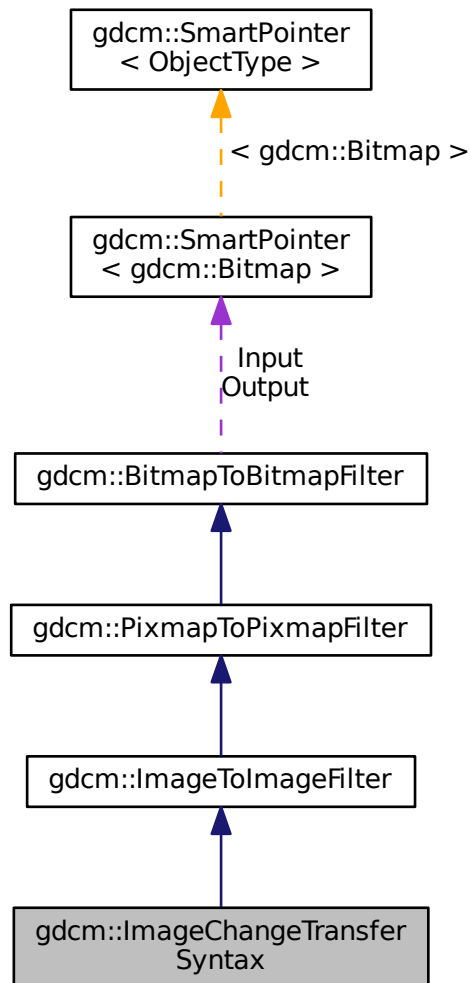 gdcm::SmartPointer
< ObjectType >
< gdcm::Bitmap >
gdcm::SmartPointer
< gdcm::Bitmap >
Input
Output
gdcm::BitmapToBitmapFilter
gdcm::PixmapToPixmapFilter
gdcm::ImageToImageFilter
gdcm::ImageChangeTransfer
Syntax